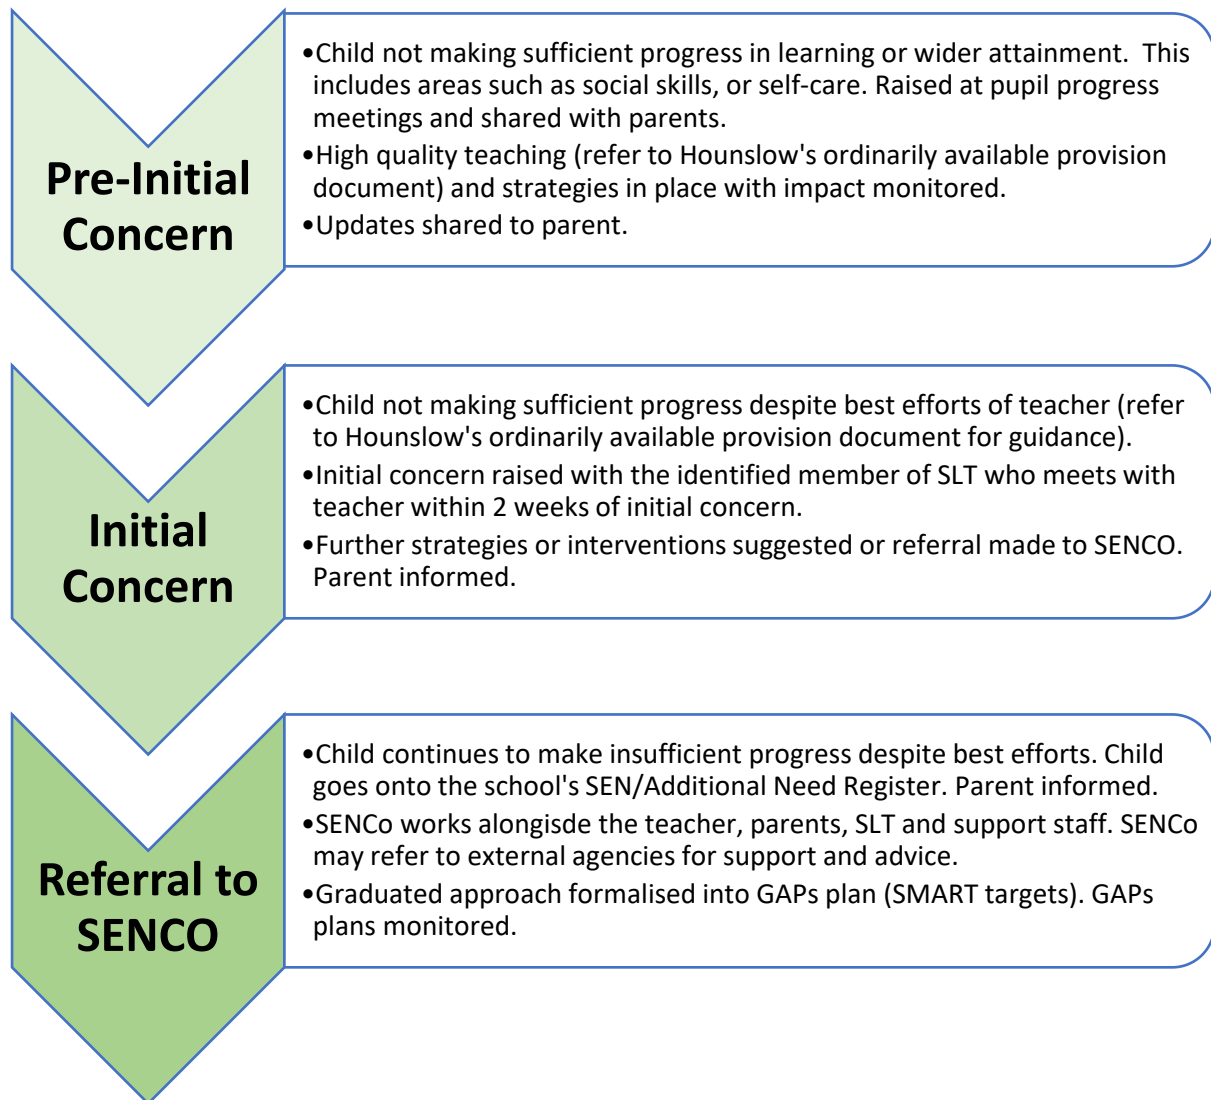 •Child not making sufficient progress in learning or wider attainment.  This
includes areas such as social skills, or self-care. Raised at pupil progress
meetings and shared with parents.
•High quality teaching (refer to Hounslow's ordinarily available provision
document) and strategies in place with impact monitored.
•Updates shared to parent.
Pre-Initial
Concern
•Child not making sufficient progress despite best efforts of teacher (refer
to Hounslow's ordinarily available provision document for guidance).
•Initial concern raised with the identified member of SLT who meets with
teacher within 2 weeks of initial concern.
•Further strategies or interventions suggested or referral made to SENCO.
Parent informed.
Initial
Concern
•Child continues to make insufficient progress despite best efforts. Child
goes onto the school's SEN/Additional Need Register. Parent informed.
•SENCo works alongisde the teacher, parents, SLT and support staff. SENCo
may refer to external agencies for support and advice.
•Graduated approach formalised into GAPs plan (SMART targets). GAPs
plans monitored.
Referral to
SENCO